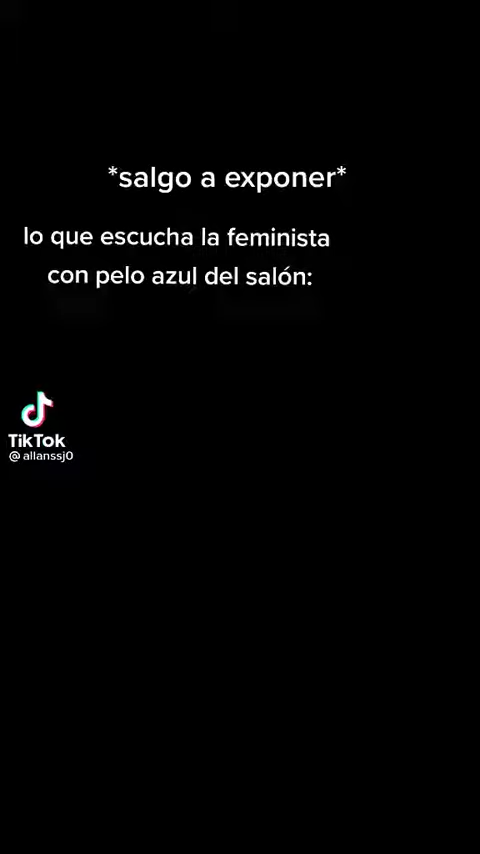 *salgo a exponer*
lo que escucha la feminista
con pelo azul del salón:
TikTok
@allanssj0